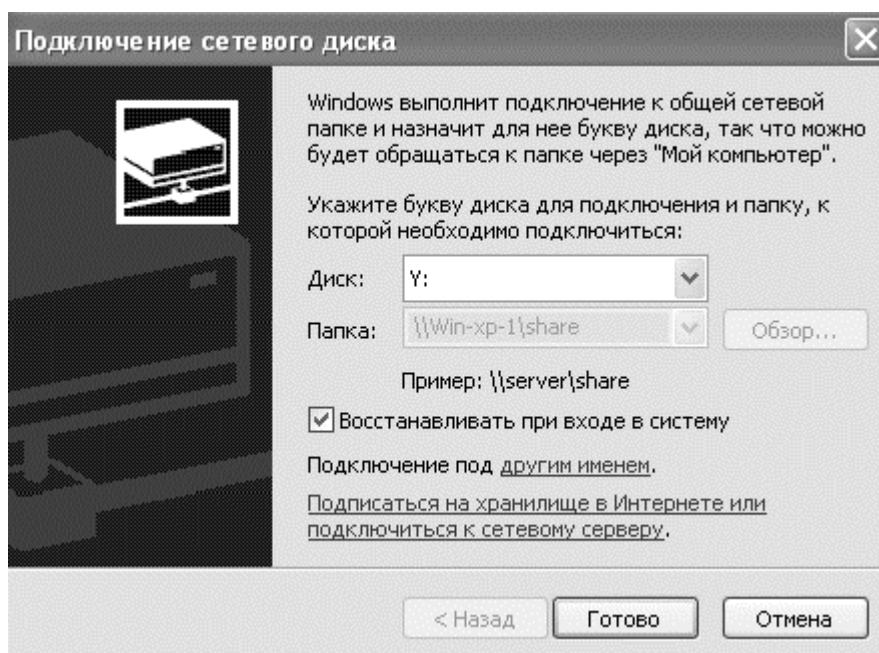 Подключение сетевого диска
Windows выполнит подключение к общей сетевой
папке и назначит для нее букву диска, так что можно
будет обращаться к папке через "Мой компьютер".
Укажите букву диска для подключения и папку, к
которой необходимо подключиться:
Диск: Y:
Папка: \\Win-xp-1\share Обзор...
Пример: \\server\share
Восстанавливать при входе в систему
Подключение под другим именем.
Подписаться на хранилище в Интернете или
подключиться к сетевому серверу.
< Назад Готово Отмена